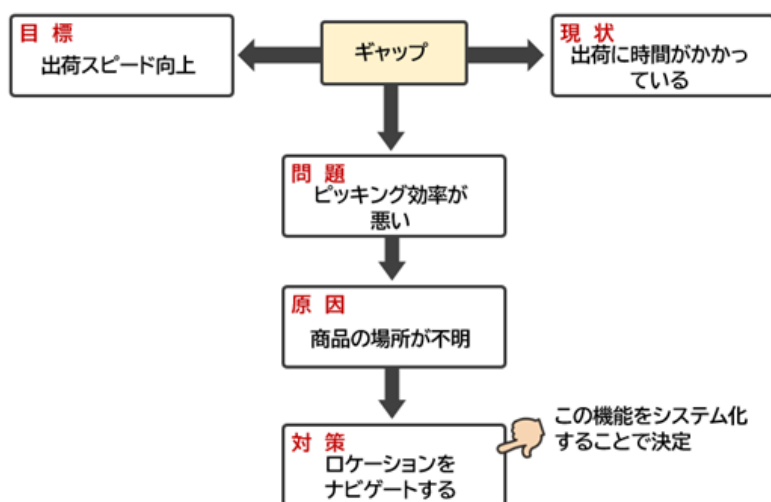 目 標
出荷スピード向上
ギャップ
現 状
出荷に時間がかかっ
ている
問 題
ピッキング効率が
悪い
原 因
商品の場所が不明
対 策
ロケーションを
ナビゲートする
この機能をシステム化
することで決定